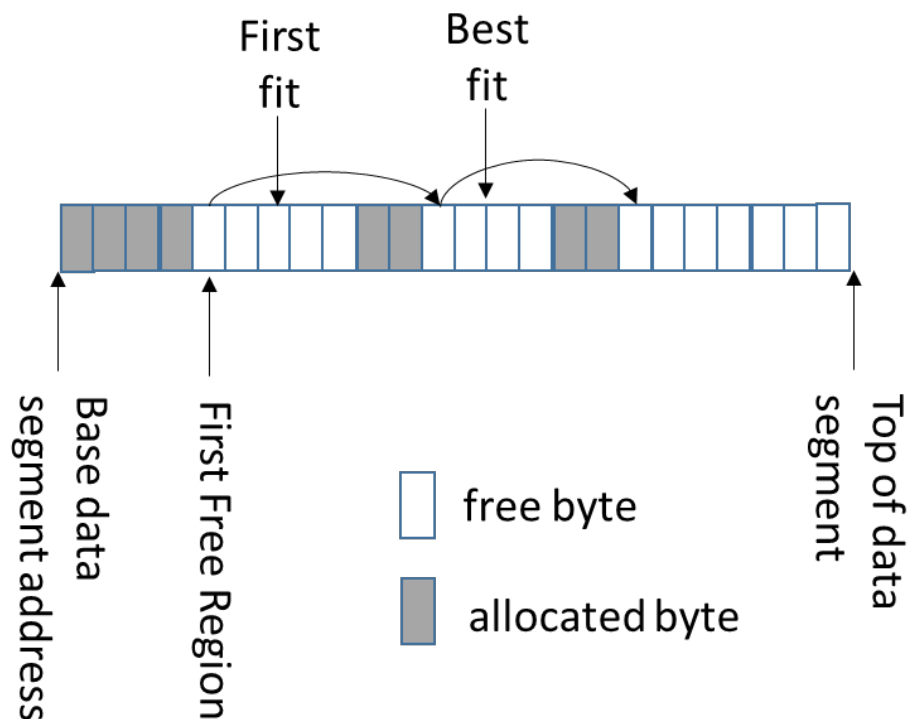 First
fit
Best
fit
Base data
segment address
First Free Region
Top of data
segment
free byte
allocated byte